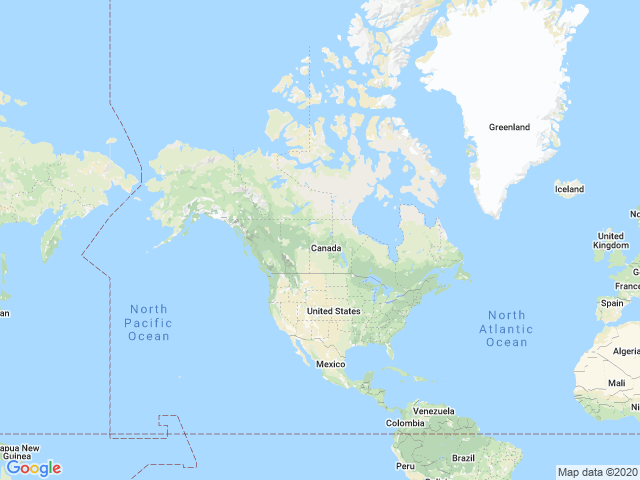 Greenland
Iceland
No
United
Kingdom
G
France
Spain
Canada
United States
North
Pacific
Ocean
North
Atlantic
Ocean
an
Mexico
Algeria
Mali
Ni
Venezuela
Colombia
apua New
Guinea
Peru
Brazil
Google
Map data ©2020